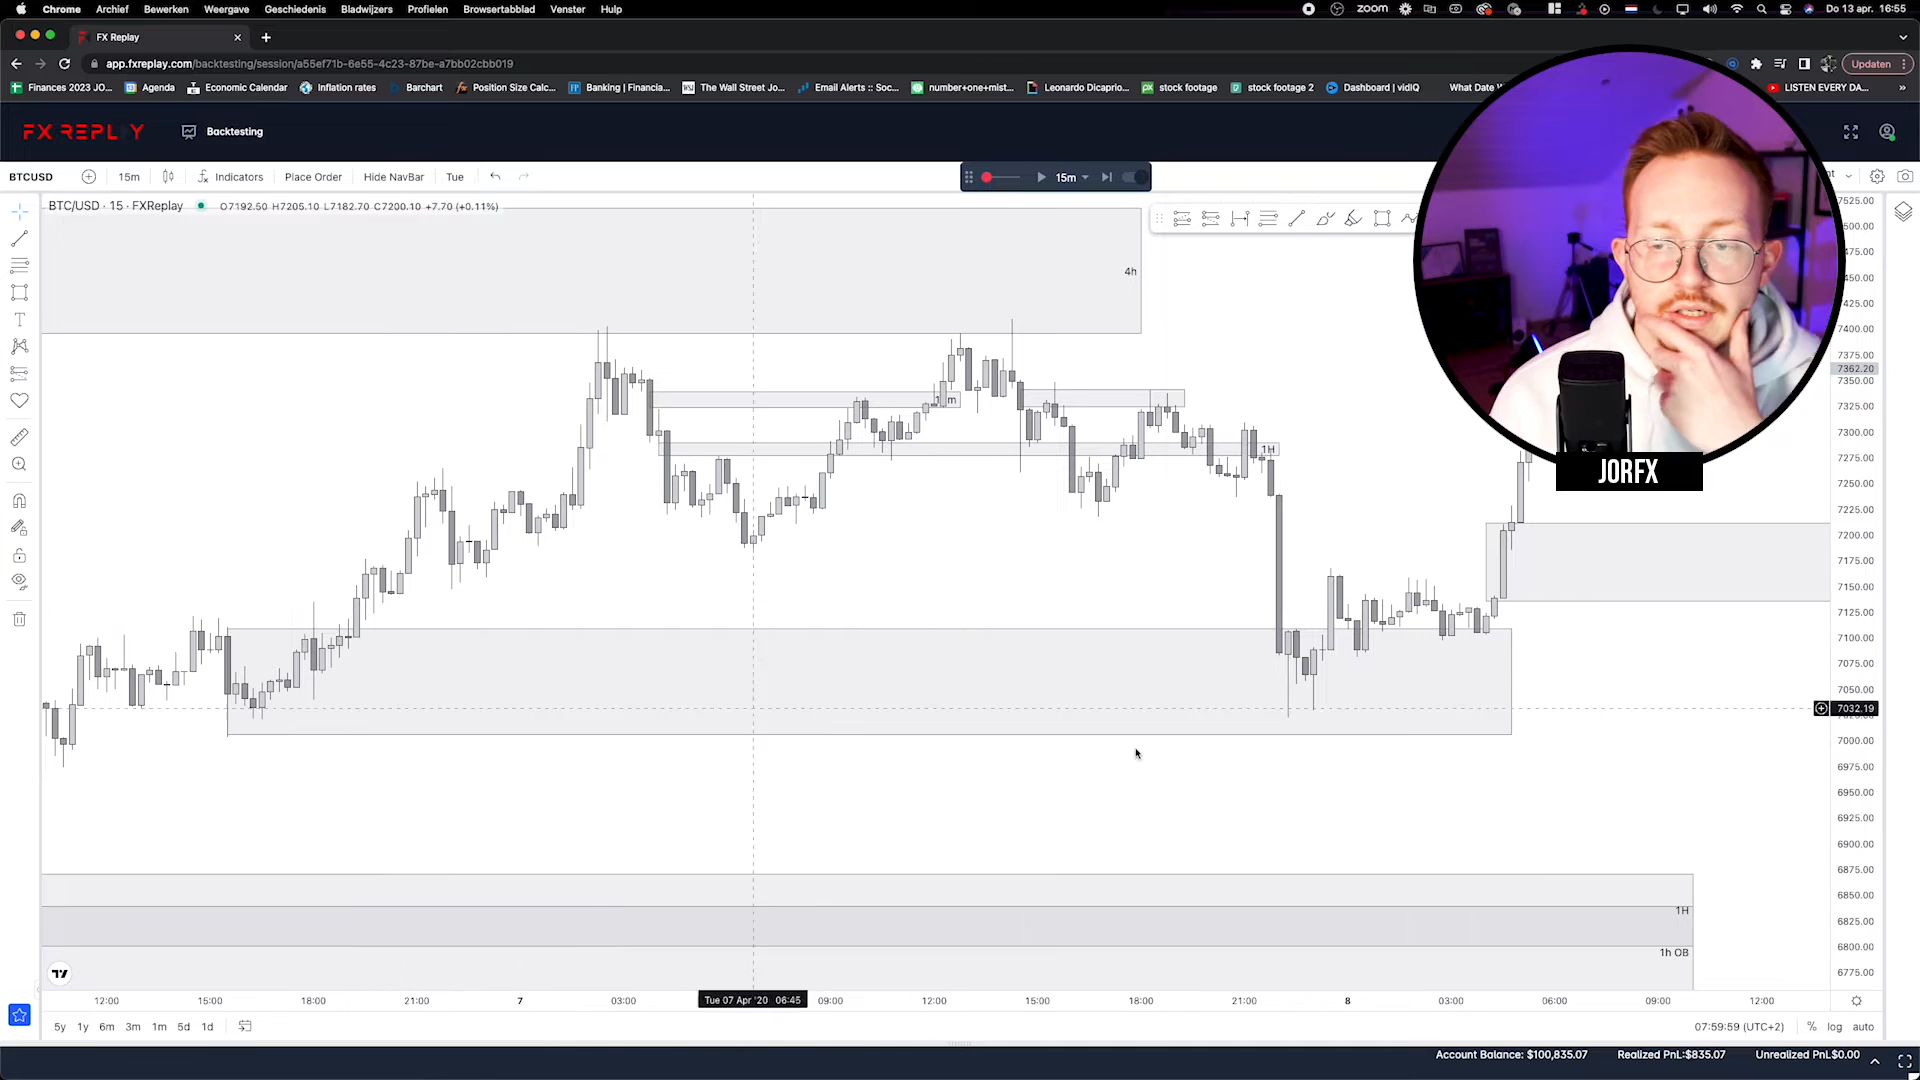 Chrome Archief Bewerken Weergave Geschiedenis Bladwijzers Profielen Browsertabblad Venster Help zoom Do 13 apr. 16:55
FX Replay
app.fxreplay.com/backtesting/session/a55ef71b-6e55-4c23-87be-a7bb02cbb019 Updaten
Finances 2023 JO... Agenda Economic Calendar Inflation rates Barchart Position Size Calc... Banking | Financia... The Wall Street Jo... Email Alerts :: Soc... number+one+mist... Leonardo Dicaprio... stock footage stock footage 2 Dashboard | vidIQ What Date LISTEN EVERY DA... »
FX REPLAY Backtesting
BTCUSD 15m Indicators Place Order Hide NavBar Tue 15m
BTC/USD · 15 · FXReplay O7192.50 H7205.10 L7182.70 C7200.10 +7.70 (+0.11%)
7525.00
7500.00
7475.00
7450.00
7425.00
7400.00
7375.00
7362.20
7350.00
7325.00
7300.00
7275.00
7250.00
7225.00
7200.00
7175.00
7150.00
7125.00
7100.00
7075.00
7050.00
7032.19
7000.00
6975.00
6950.00
6925.00
6900.00
6875.00
6850.00
6825.00
6800.00
6775.00
4h
1H
JORFX
1H
1h OB
12:00 15:00 18:00 21:00 7 03:00 Tue 07 Apr '20 06:45 09:00 12:00 15:00 18:00 21:00 8 03:00 06:00 09:00 12:00
5y 1y 6m 3m 1m 5d 1d 07:59:59 (UTC+2) % log auto
Account Balance: $100,835.07 Realized PnL:$835.07 Unrealized PnL$0.00